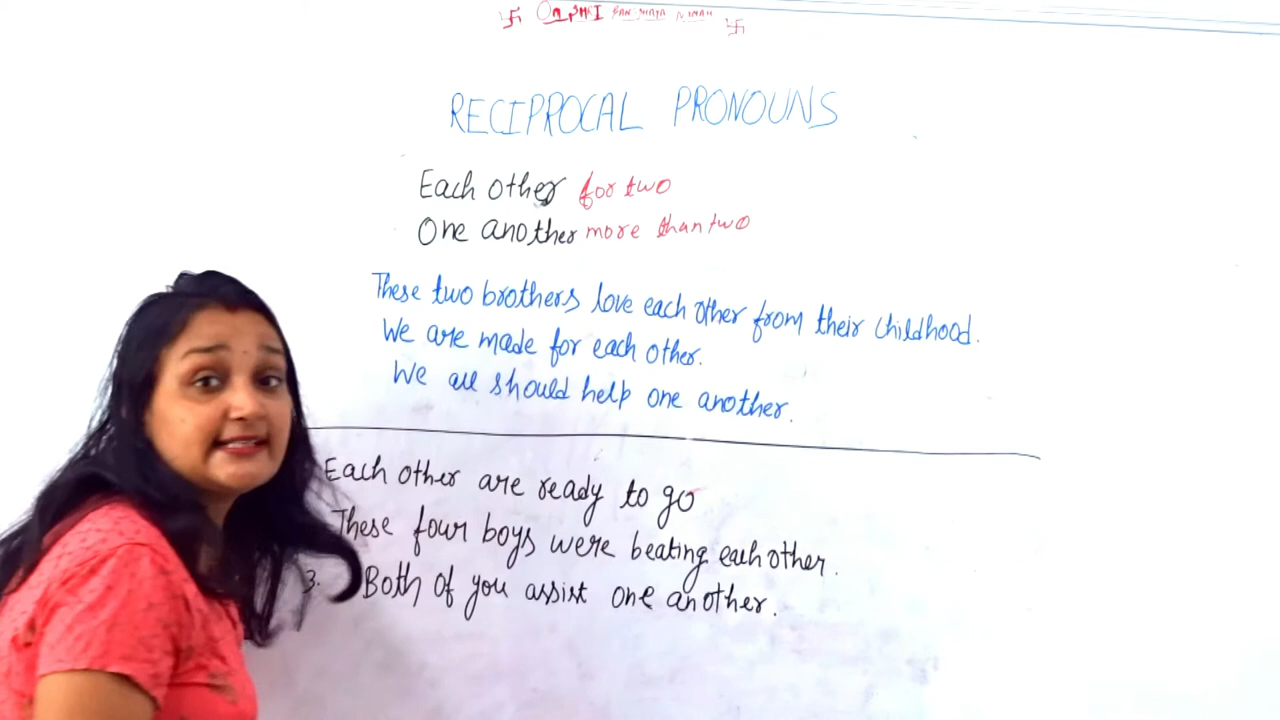 RECIPROCAL PRONOUNS
Each other for two
One another more than two
These two brothers love each other from their childhood.
We are made for each other.
We all should help one another.
Each other are ready to go
These four boys were beating each other.
3. Both of you assist one another.